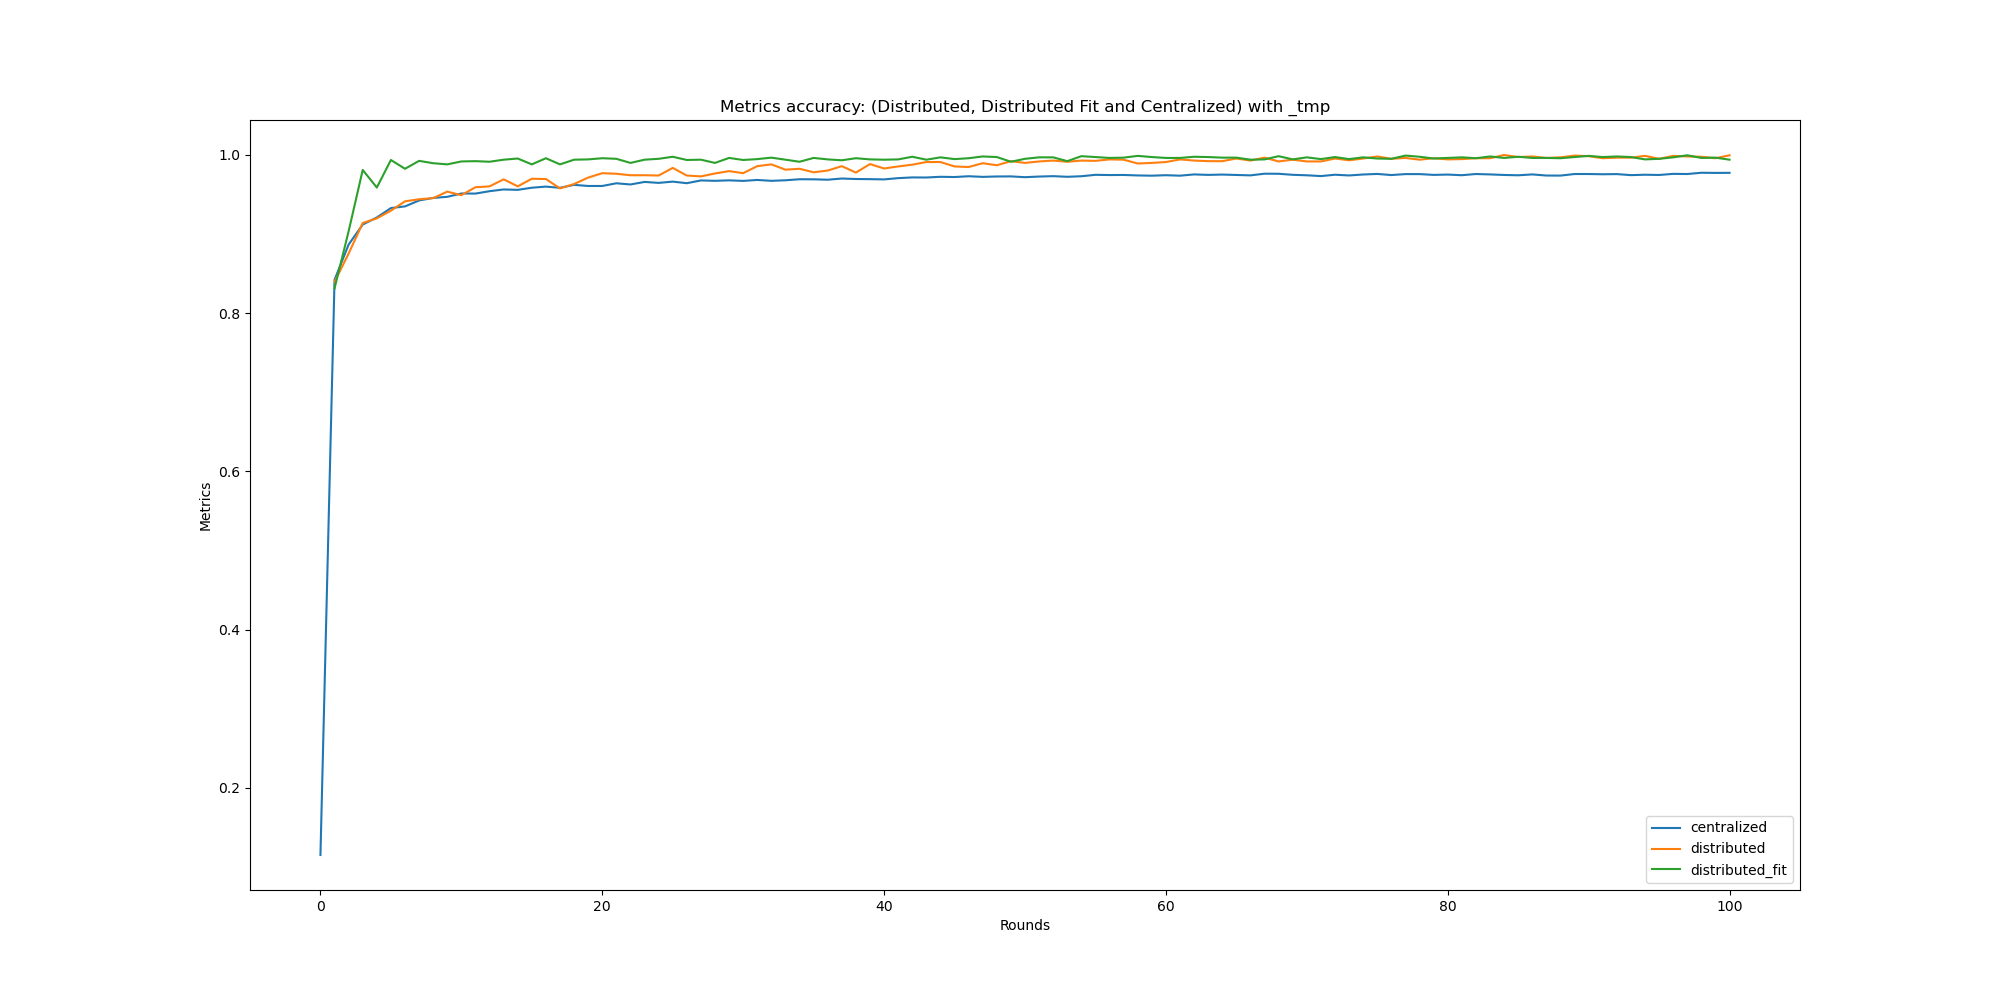 Metrics accuracy: (Distributed, Distributed Fit and Centralized) with _tmp
1.0
0.8
0.6
0.4
0.2
Metrics
0 20 40 60 80 100
Rounds
centralized
distributed
distributed_fit